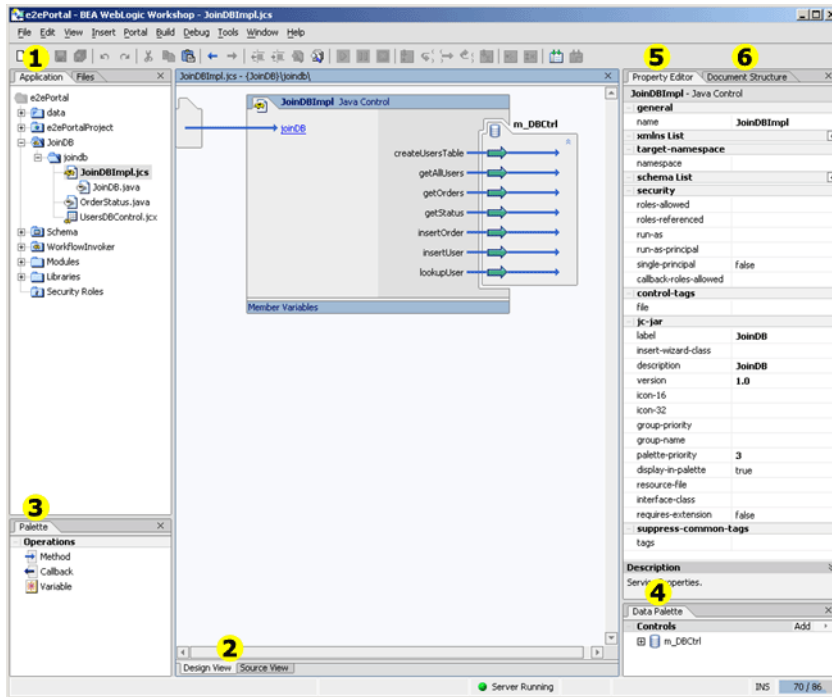 e2ePortal - BEA WebLogic Workshop - JoinDBImpl.jcs
File Edit View Insert Portal Build Debug Tools Window Help
1
Application Files
e2ePortal
data
e2ePortalProject
JoinDB
joindb
JoinDBImpl.jcs
JoinDB.java
OrderStatus.java
UsersDBControl.jcx
Schema
WorkflowInvoker
Modules
Libraries
Security Roles
3
Palette
Operations
Method
Callback
Variable
JoinDBImpl.jcs - {JoinDB}\joindb\
JoinDBImpl Java Control
joinDB
m_DBCtrl
createUsersTable
getAllUsers
getOrders
getStatus
insertOrder
insertUser
lookupUser
Member Variables
2
Design View Source View
5 6
Property Editor Document Structure
JoinDBImpl - Java Control
general
name JoinDBImpl
xmlns List
target-namespace
namespace
schema List
security
roles-allowed
roles-referenced
run-as
run-as-principal
single-principal false
callback-roles-allowed
control-tags
file
jc-jar
label JoinDB
insert-wizard-class
description JoinDB
version 1.0
icon-16
icon-32
group-priority
group-name
palette-priority 3
display-in-palette true
resource-file
interface-class
requires-extension false
suppress-common-tags
tags
Description
Properties.
4
Data Palette
Controls Add
m_DBCtrl
Server Running
INS 70 / 86